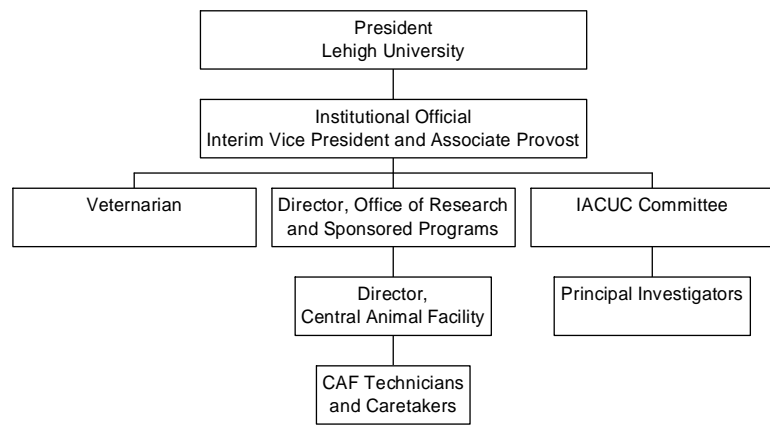 President
Lehigh University
Institutional Official
Interim Vice President and Associate Provost
Veternarian
Director, Office of Research
and Sponsored Programs
IACUC Committee
Director,
Central Animal Facility
Principal Investigators
CAF Technicians
and Caretakers